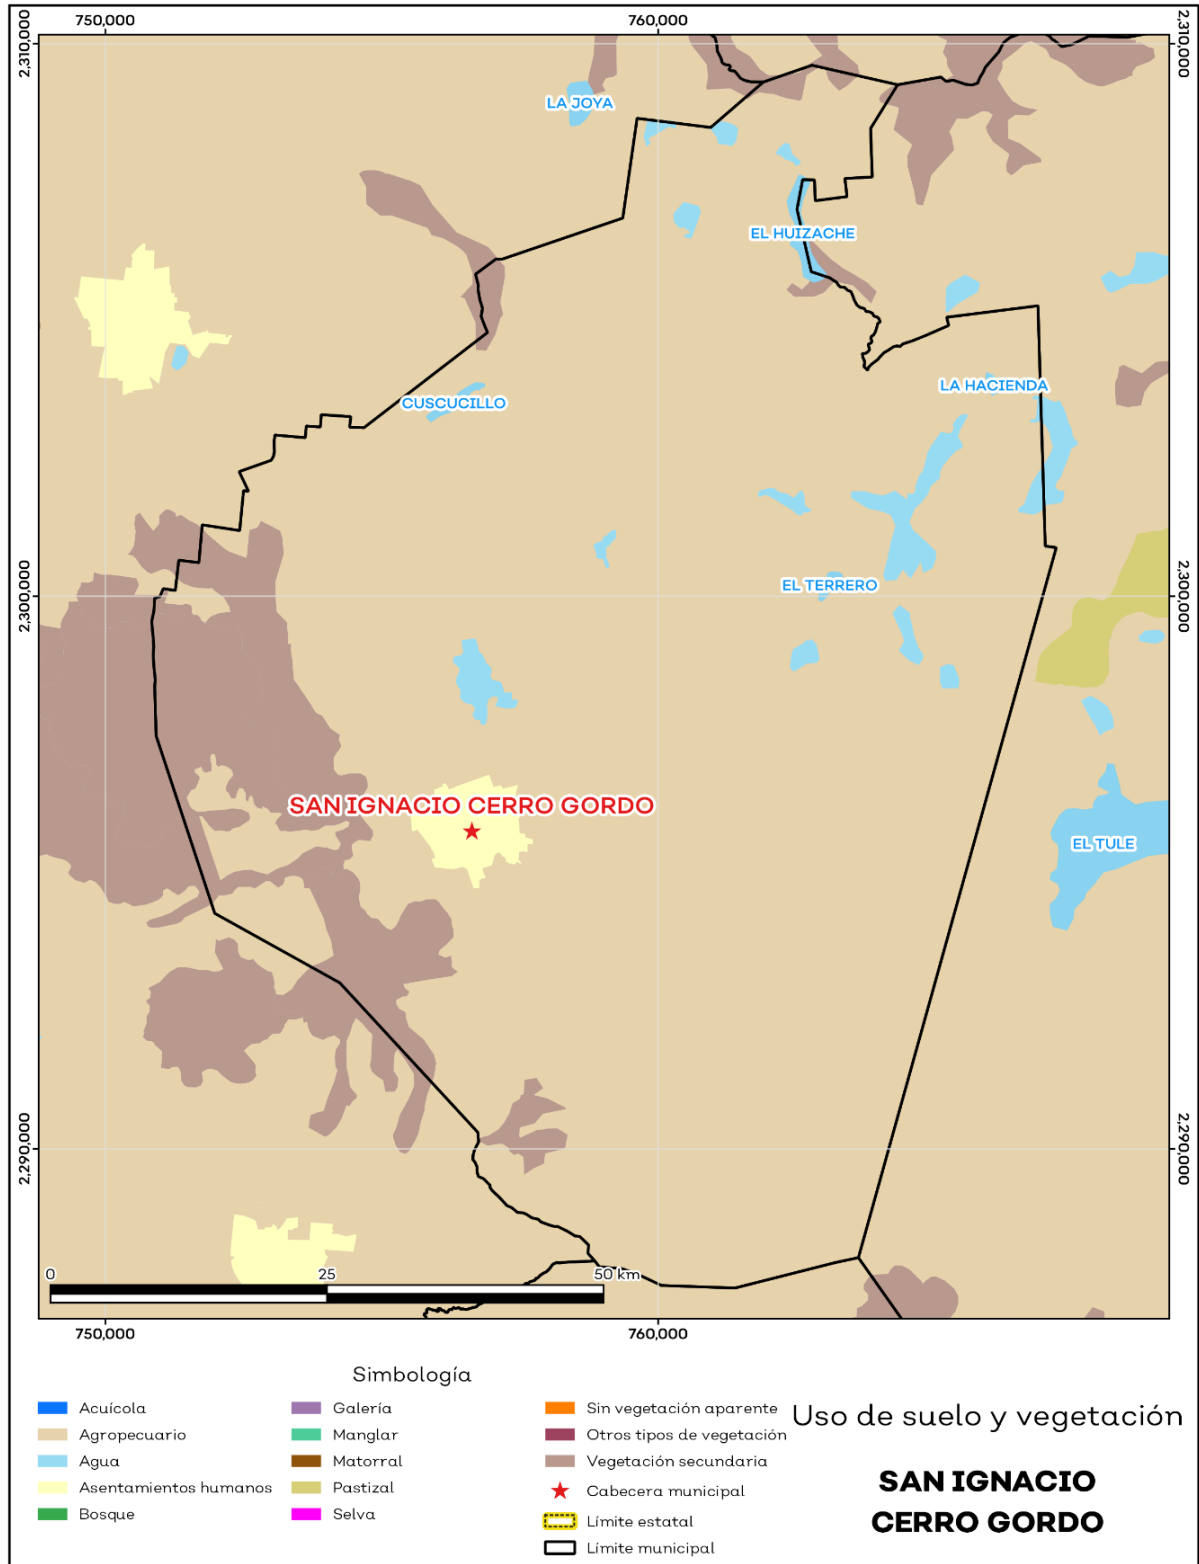 750,000
760,000
2,310,000
2,310,000
LA JOYA
EL HUIZACHE
LA HACIENDA
CUSCUCILLO
EL TERRERO
2,300,000
2,300,000
SAN IGNACIO CERRO GORDO
EL TULE
2,290,000
2,290,000
0
25
50 km
750,000
760,000
Simbología
Acuícola
Agropecuario
Agua
Asentamientos humanos
Bosque
Galería
Manglar
Matorral
Pastizal
Selva
Sin vegetación aparente
Otros tipos de vegetación
Vegetación secundaria
Cabecera municipal
Límite estatal
Límite municipal
Uso de suelo y vegetación
SAN IGNACIO
CERRO GORDO